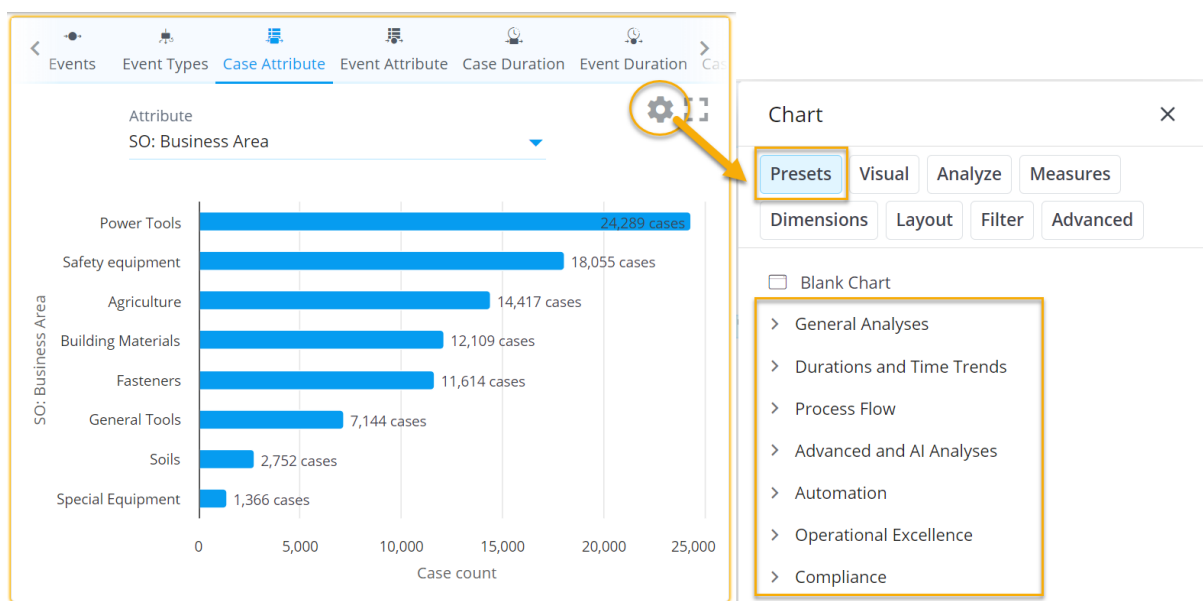 Events Event Types Case Attribute Event Attribute Case Duration Event Duration Cas
Attribute
SO: Business Area
SO: Business Area
Power Tools 24,289 cases
Safety equipment 18,055 cases
Agriculture 14,417 cases
Building Materials 12,109 cases
Fasteners 11,614 cases
General Tools 7,144 cases
Soils 2,752 cases
Special Equipment 1,366 cases
0 5,000 10,000 15,000 20,000 25,000
Case count
Chart
Presets Visual Analyze Measures
Dimensions Layout Filter Advanced
Blank Chart
General Analyses
Durations and Time Trends
Process Flow
Advanced and AI Analyses
Automation
Operational Excellence
Compliance